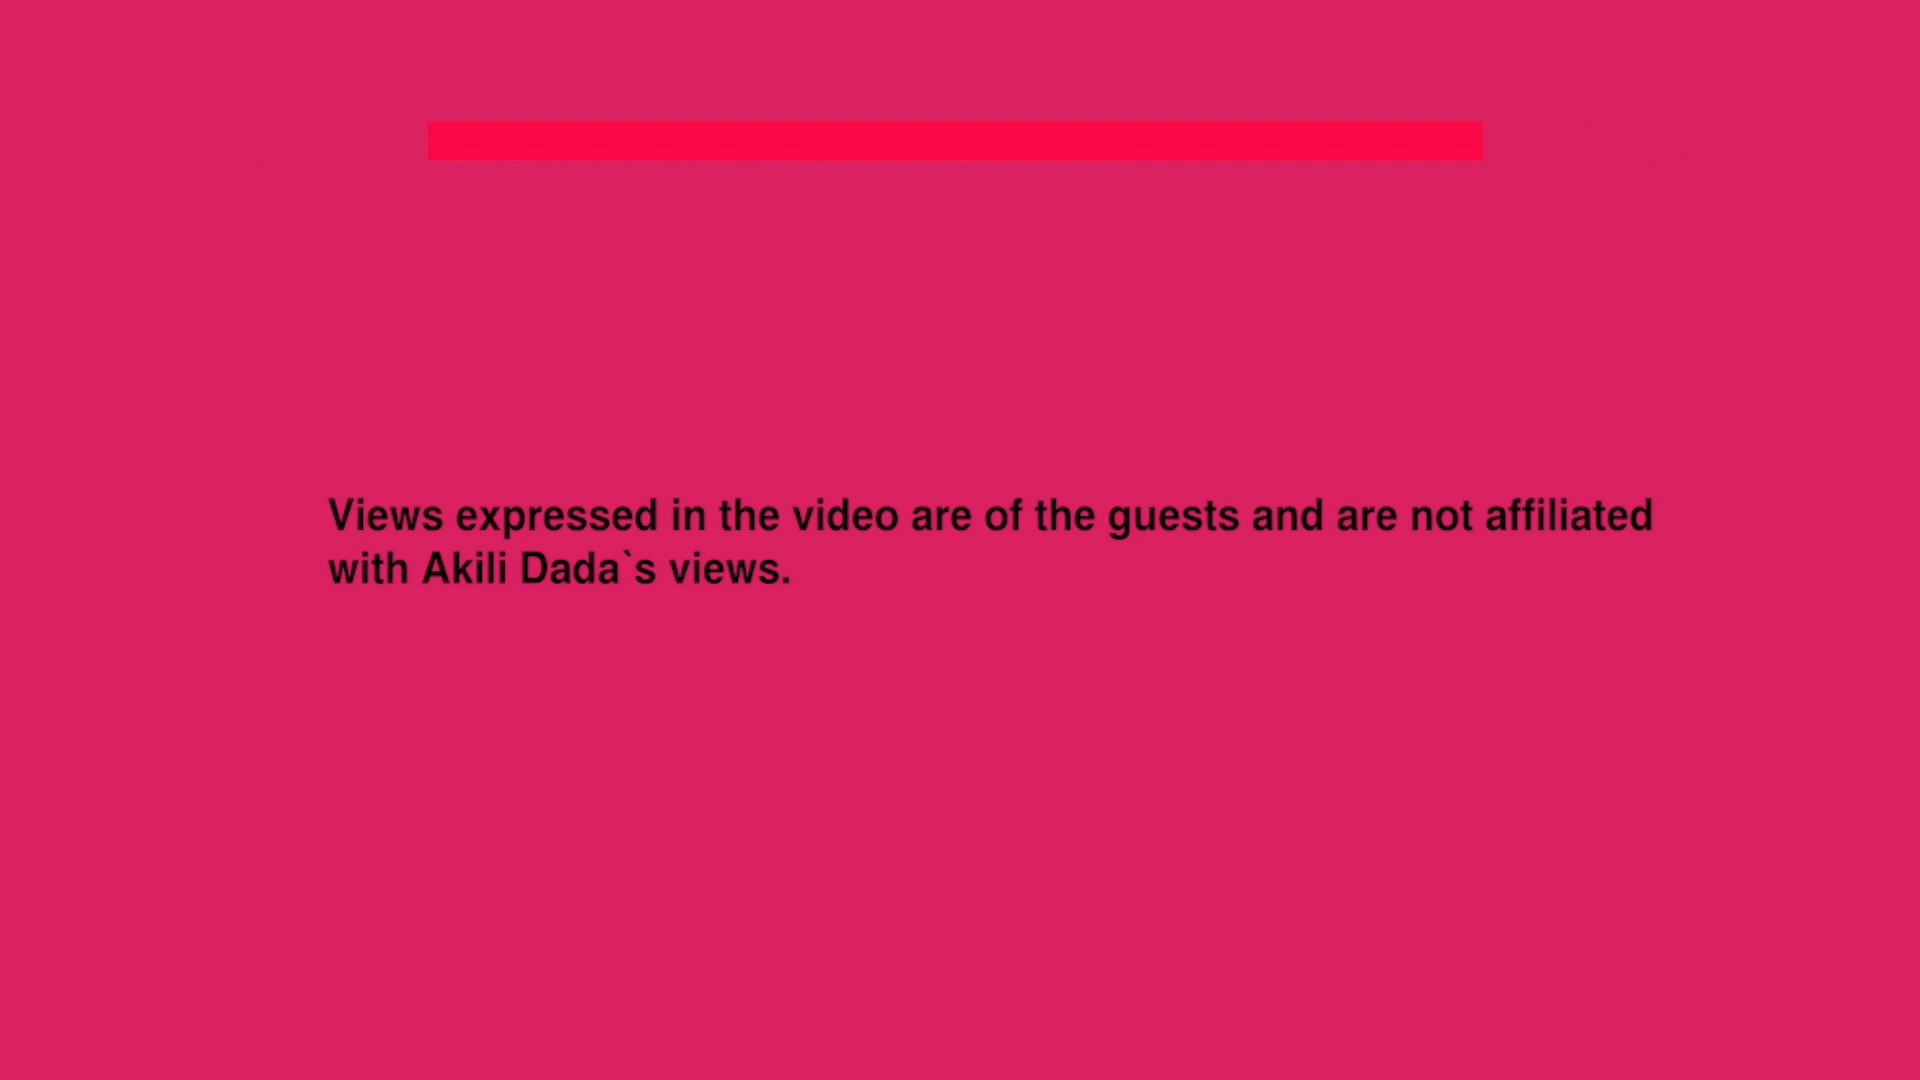 Views expressed in the video are of the guests and are not affiliated
with Akili Dada`s views.